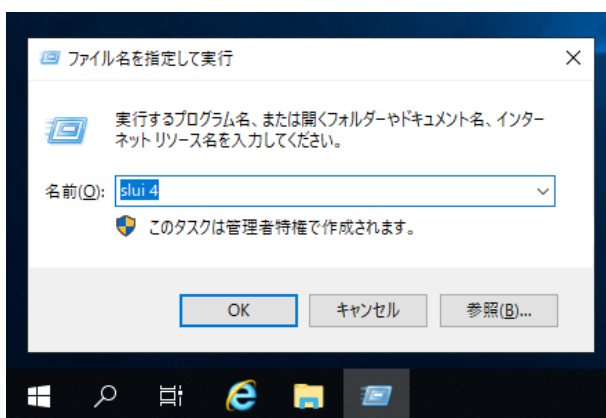 ファイル名を指定して実行
実行するプログラム名、または開くフォルダーやドキュメント名、インター
ネット リソース名を入力してください。
名前(O): slui 4
このタスクは管理者特権で作成されます。
OK キャンセル 参照(B)...